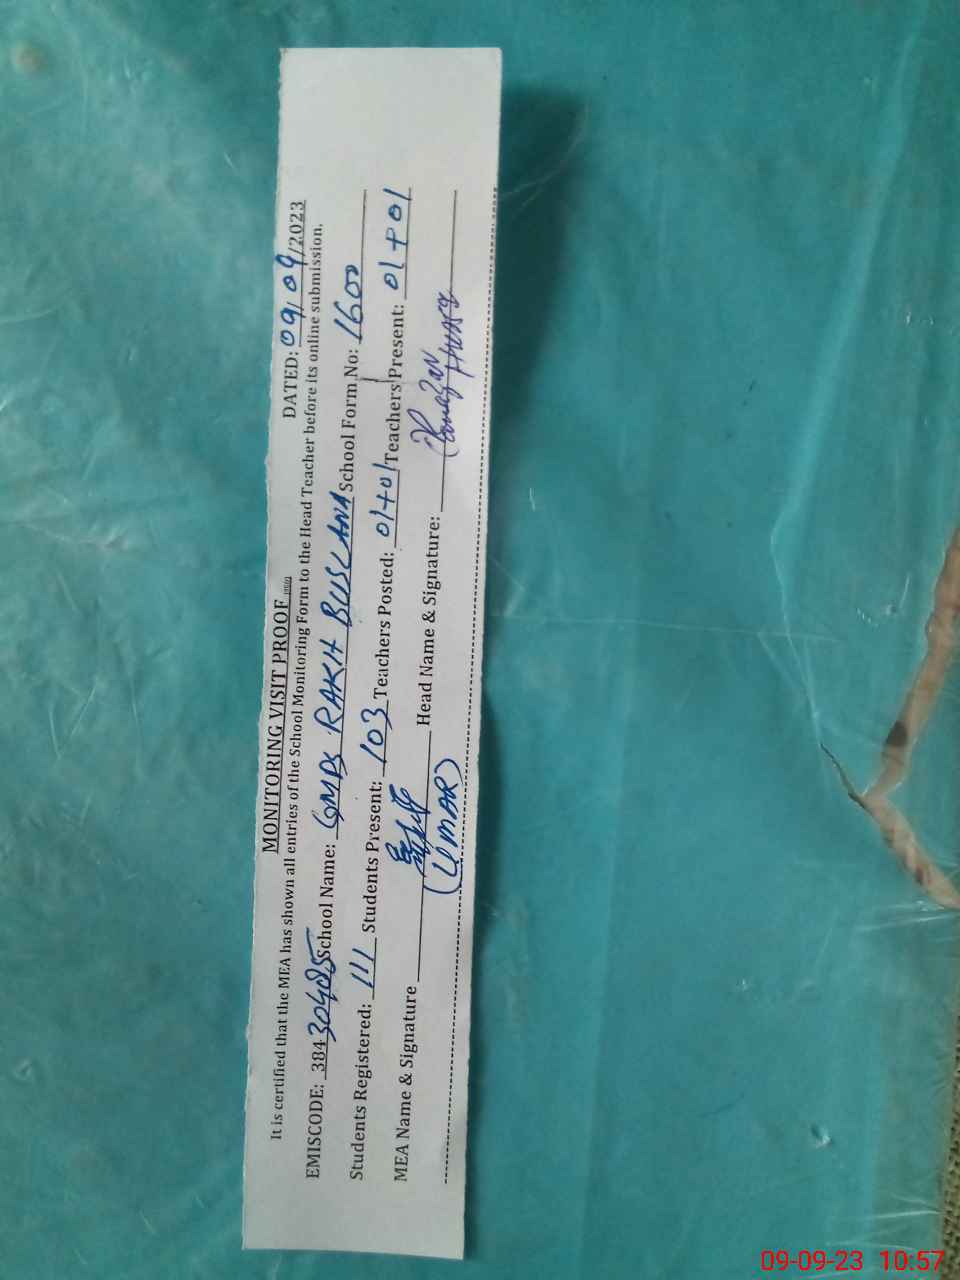 MONITORING VISIT PROOF
DATED: 09/09/2023
It is certified that the MEA has shown all entries of the School Monitoring Form to the Head Teacher before its online submission.
EMISCODE: 38430405 School Name: GMPS RAKH BUSLANA School Form No: 1600
Students Registered: 111 Students Present: 103 Teachers Posted: 01+01 Teachers Present: 01+01
MEA Name & Signature Head Name & Signature:
(UMAR)
09-09-23 10:57